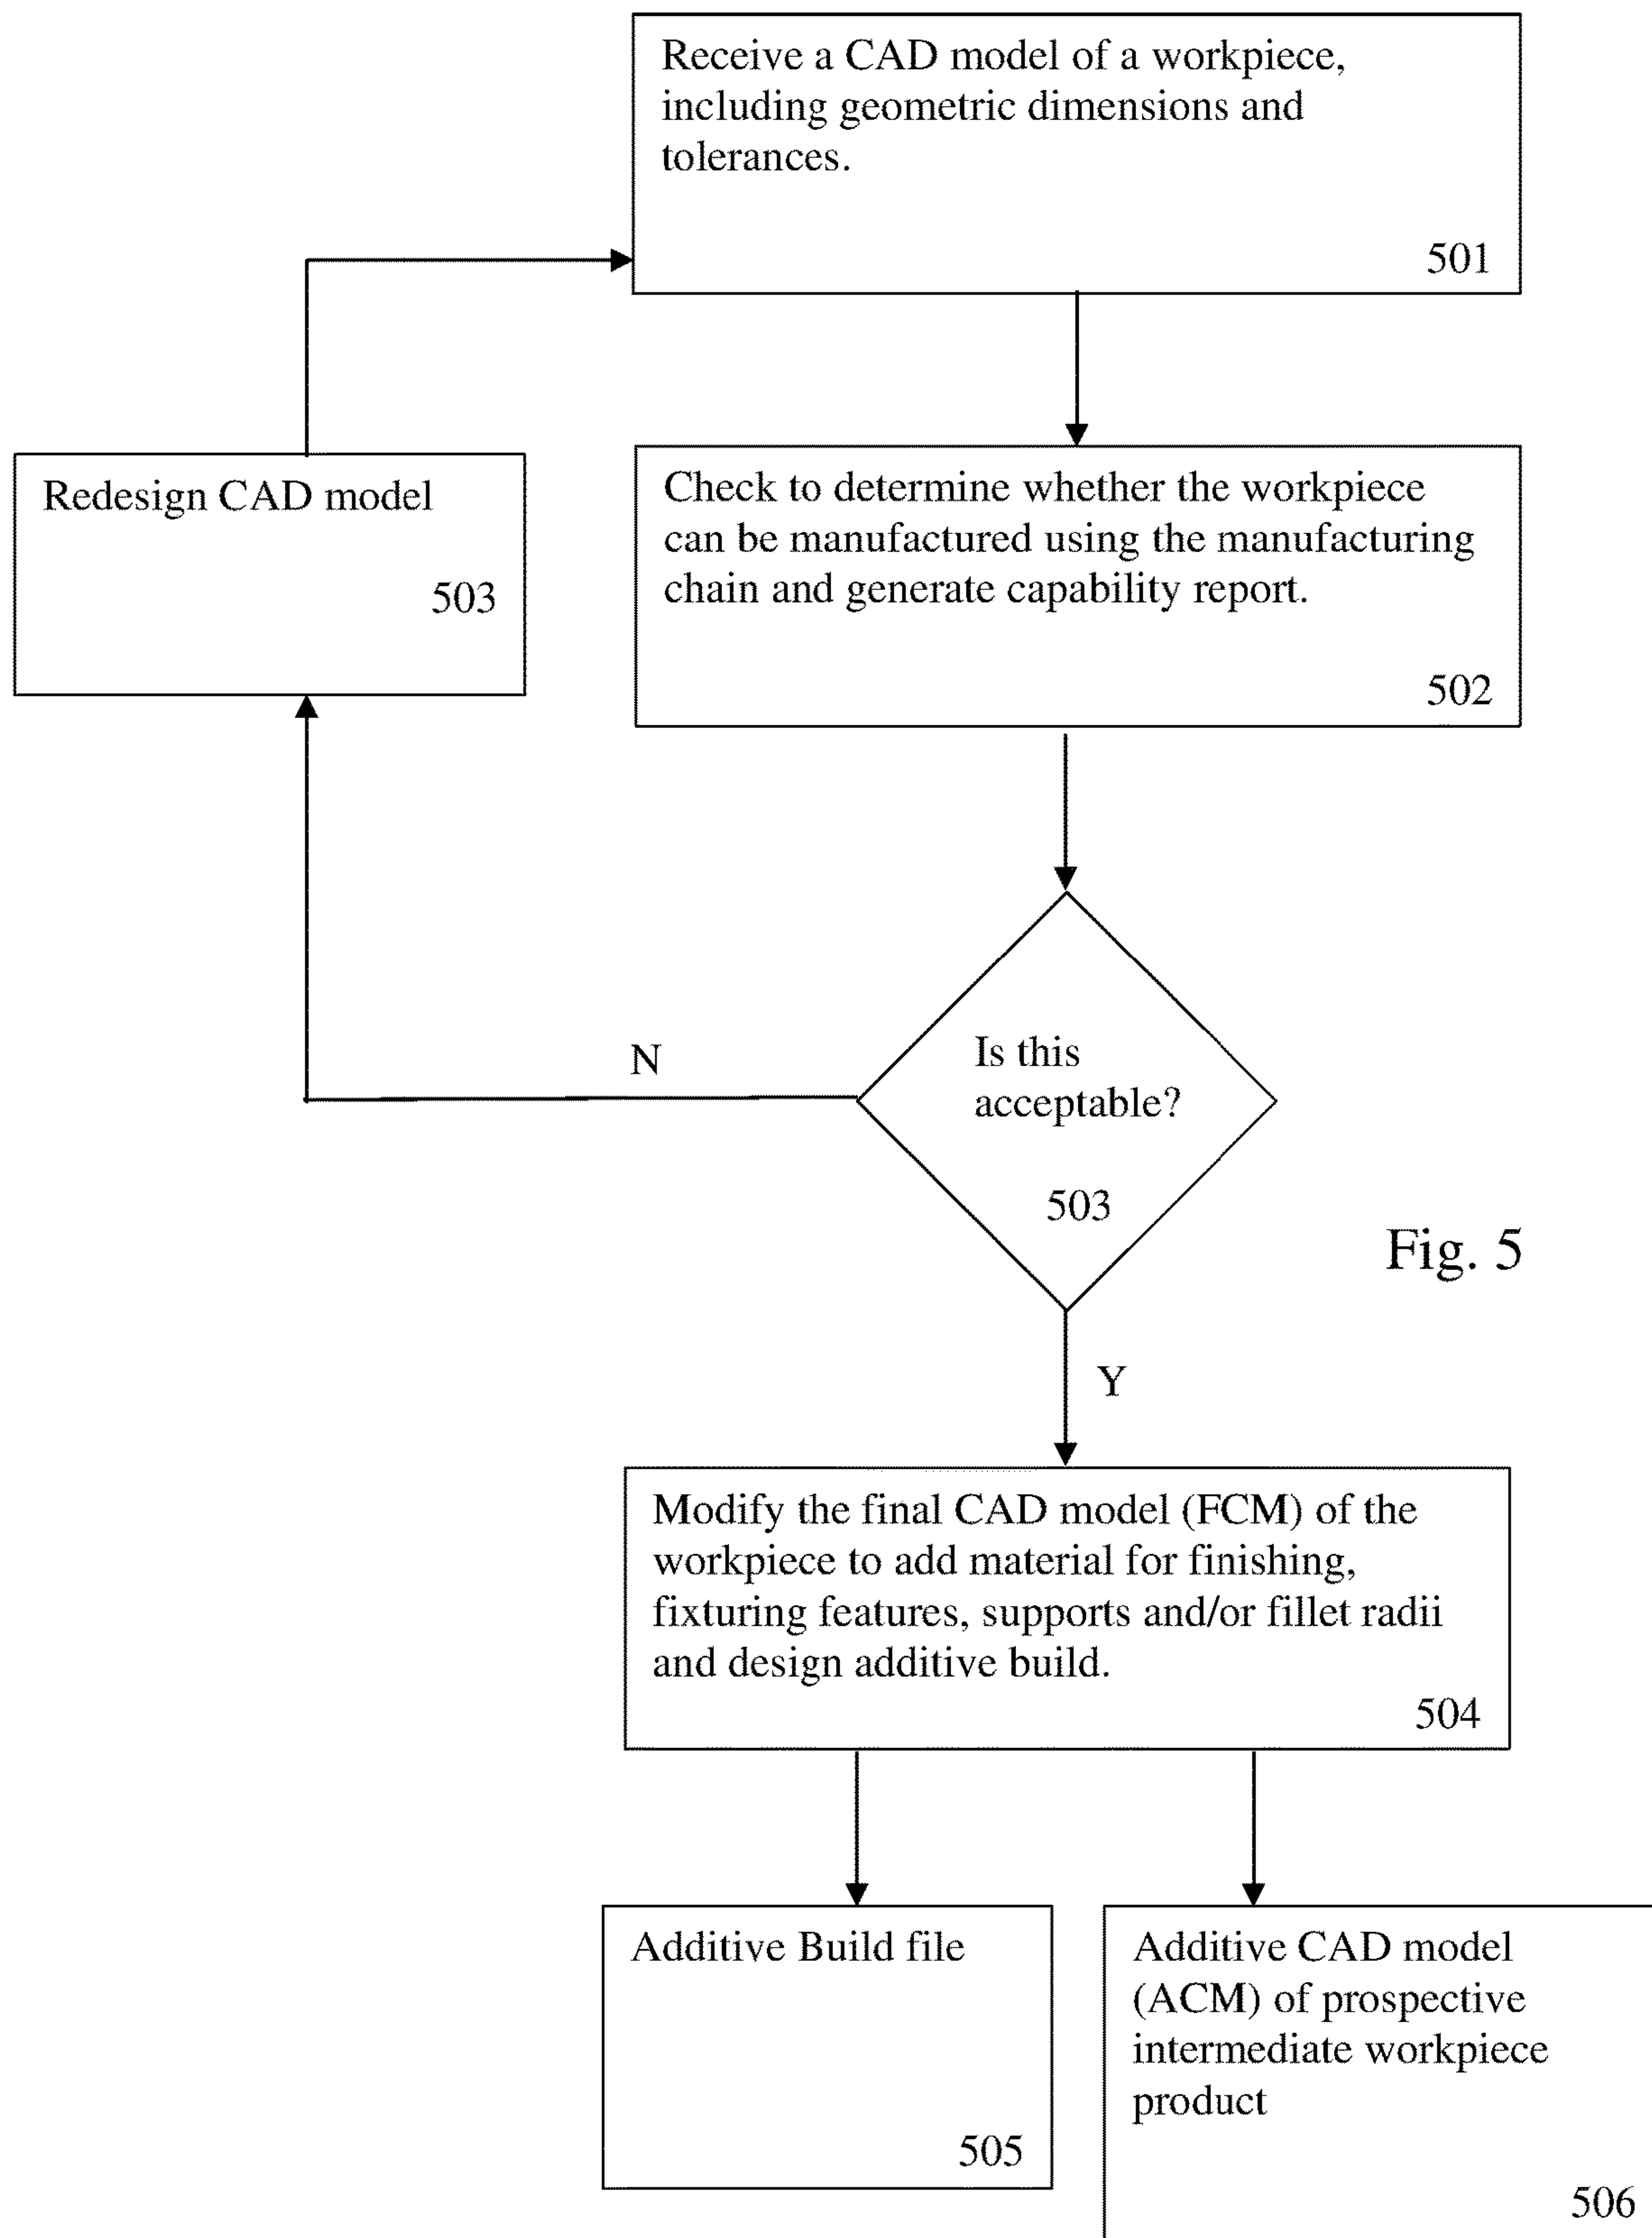 Receive a CAD model of a workpiece,
including geometric dimensions and
tolerances.
501
Redesign CAD model
503
Check to determine whether the workpiece
can be manufactured using the manufacturing
chain and generate capability report.
502
N
Is this
acceptable?
503
Fig. 5
Y
Modify the final CAD model (FCM) of the
workpiece to add material for finishing,
fixturing features, supports and/or fillet radii
and design additive build.
504
Additive Build file
505
Additive CAD model
(ACM) of prospective
intermediate workpiece
product
506